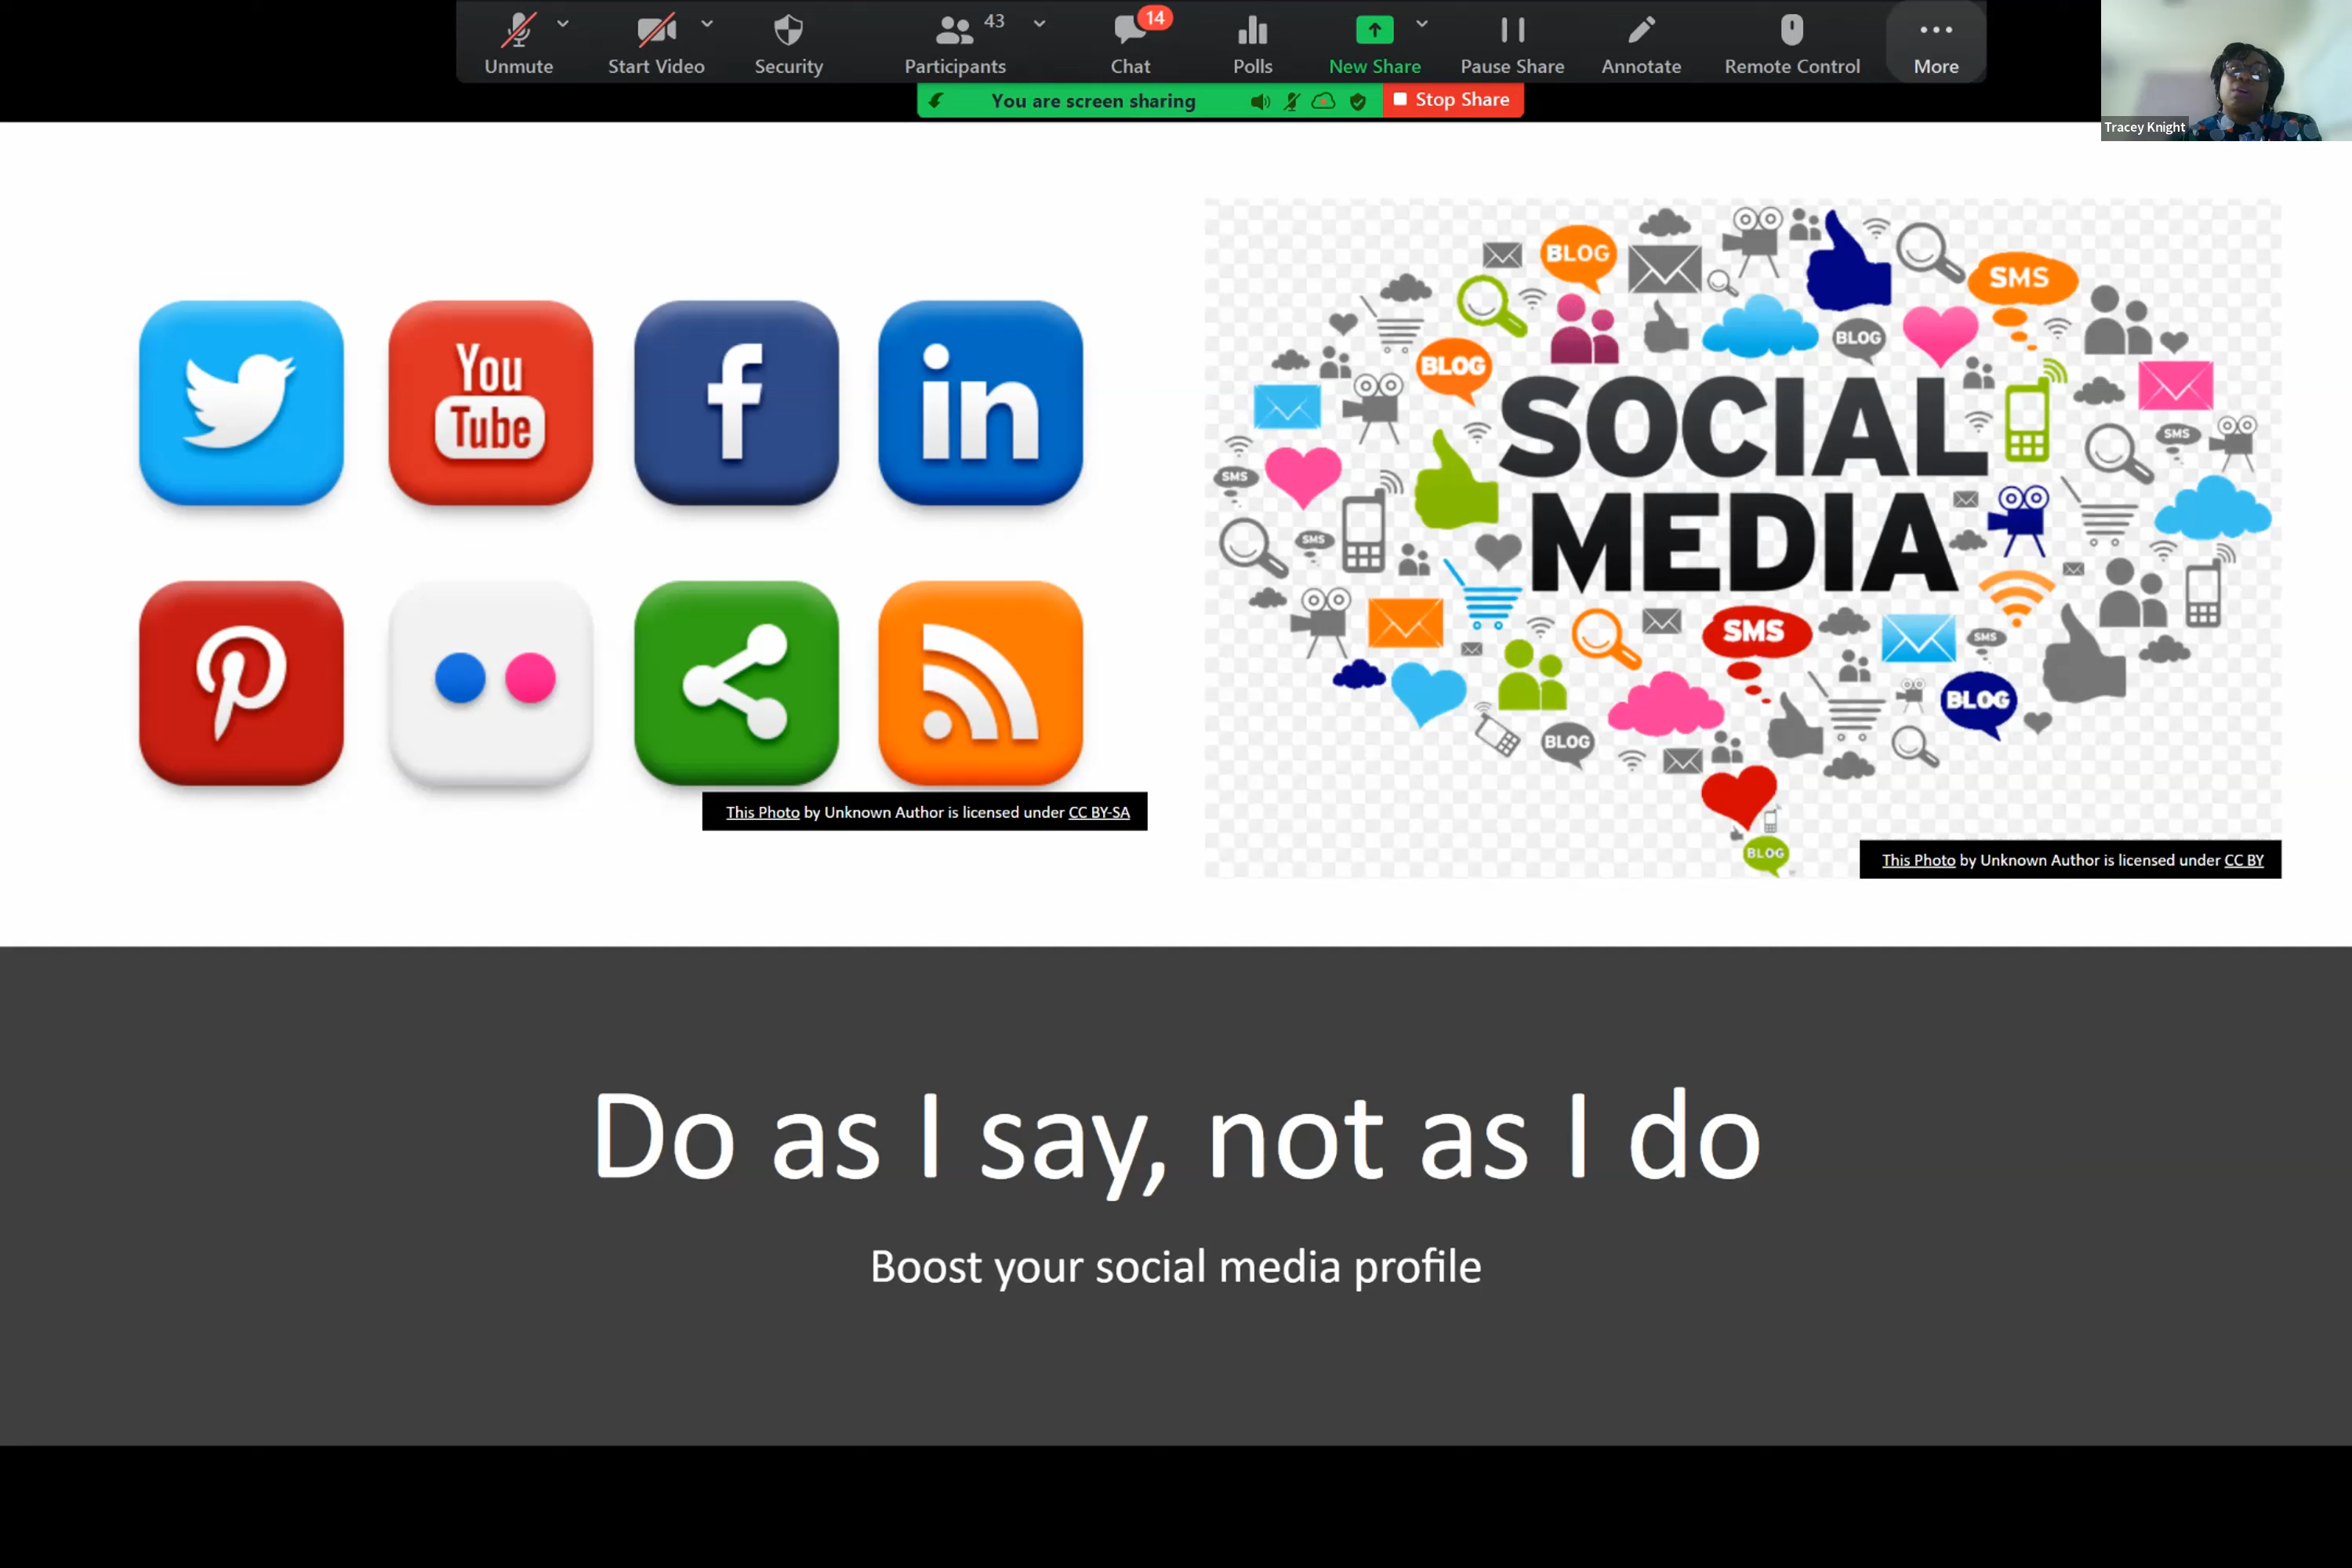 Unmute
Start Video
Security
43
Participants
14
Chat
Polls
New Share
Pause Share
Annotate
Remote Control
More
You are screen sharing
Stop Share
Tracey Knight
You
Tube
f
in
This Photo by Unknown Author is licensed under CC BY-SA
BLOG
SMS
BLOG
BLOG
SOCIAL
SMS
SMS
MEDIA
SMS
SMS
SMS
BLOG
BLOG
BLOG
This Photo by Unknown Author is licensed under CC BY
Do as I say, not as I do
Boost your social media profile